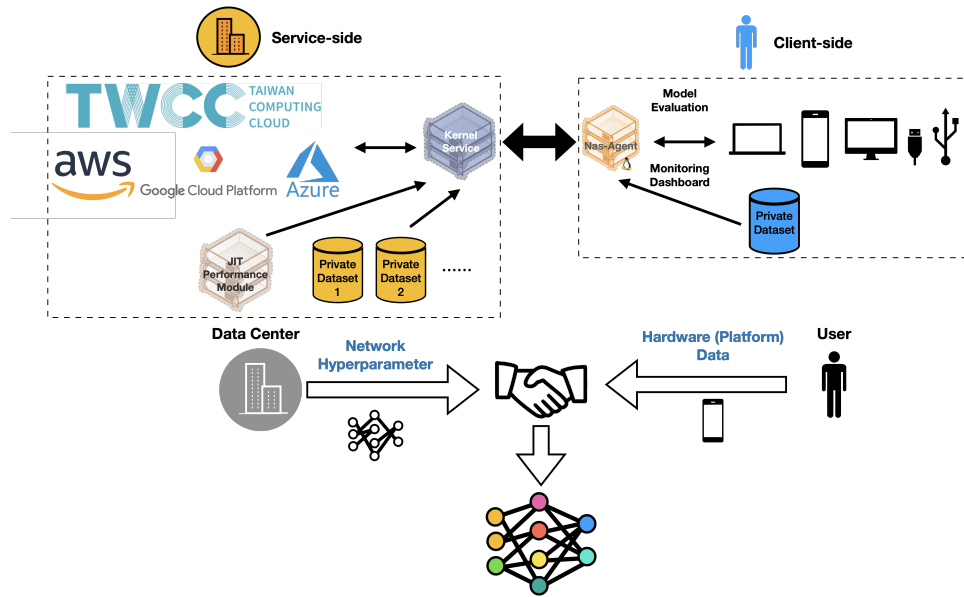 Service-side
Client-side
TWCC
TAIWAN
COMPUTING
CLOUD
aws
Google Cloud Platform
Azure
Kernel
Service
Nas-Agent
Model
Evaluation
Monitoring
Dashboard
Private
Dataset
JIT
Performance
Module
Private
Dataset
1
Private
Dataset
2
......
Data Center
Network
Hyperparameter
Hardware (Platform)
Data
User